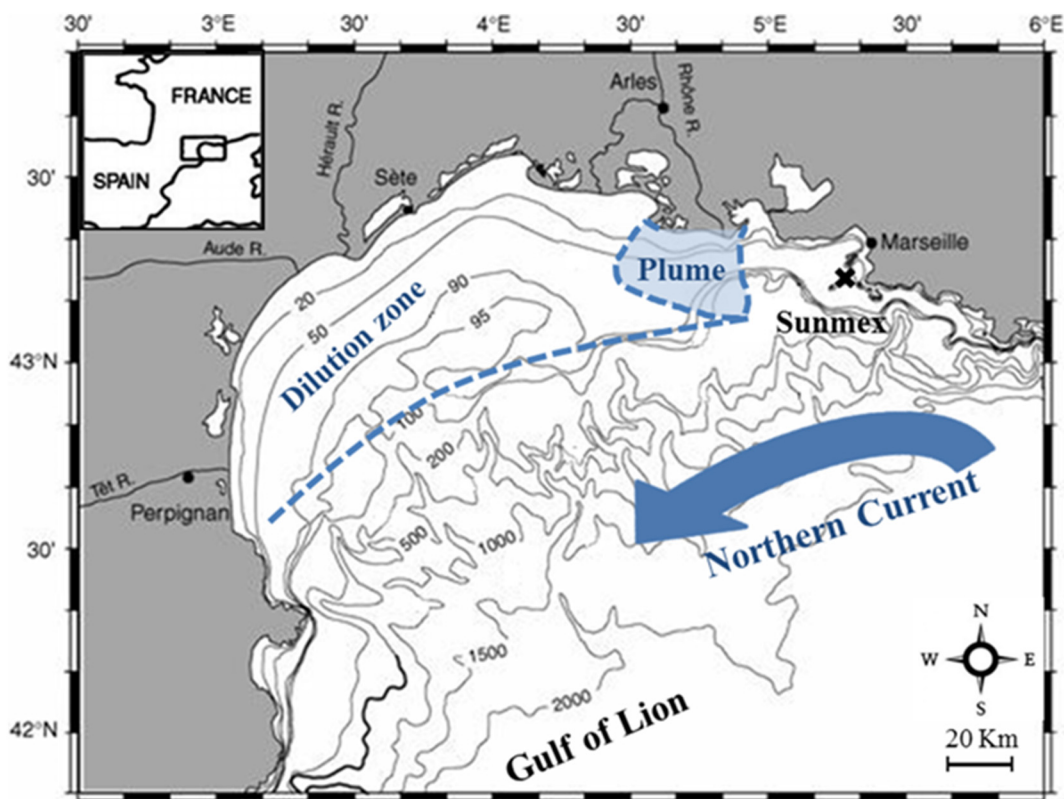 30'
3°E
30'
4°E
30'
5°E
30'
6°E
FRANCE
SPAIN
Arles
Rhône R.
Hérault R.
30'
Sète
Aude R.
Marseille
Plume
Sunmex
20
50
90
95
Dilution zone
43°N
100
200
Têt R.
Perpignan
500
1000
Northern Current
30'
1500
2000
Gulf of Lion
N
W
E
S
42°N
20 Km